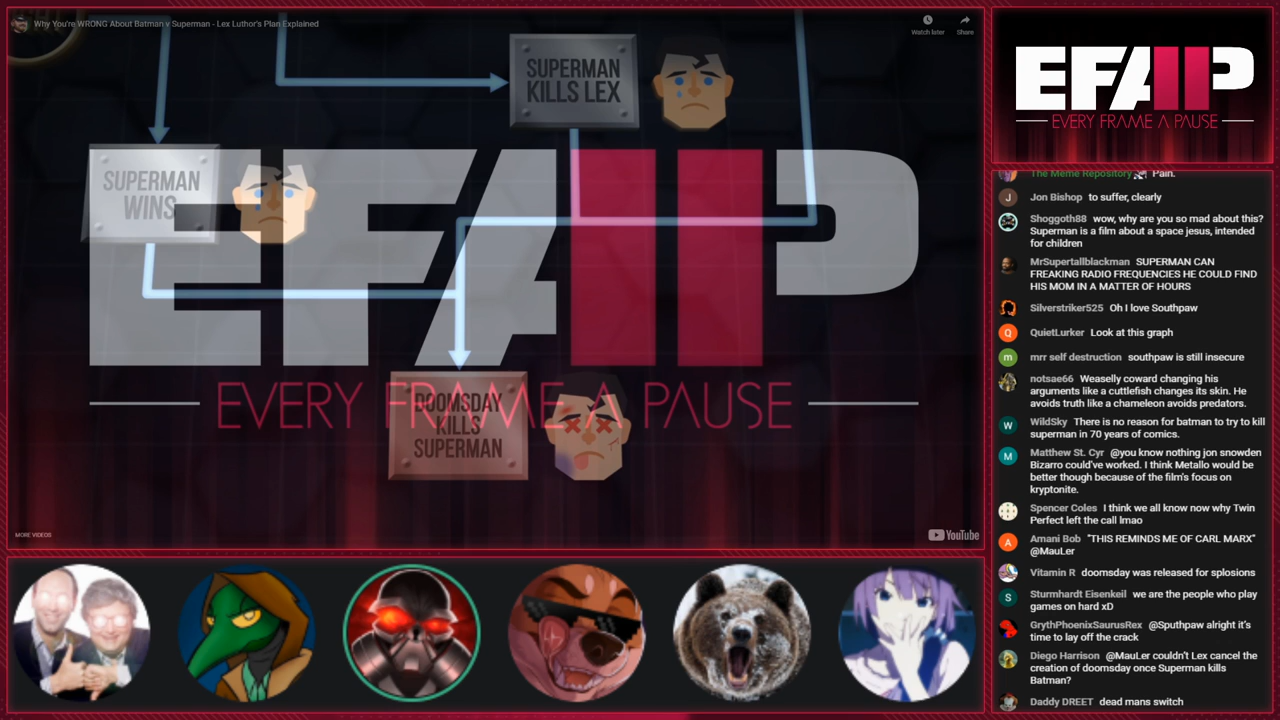 Why You're WRONG About Batman v Superman - Lex Luthor's Plan Explained
Watch later
Share
SUPERMAN
KILLS LEX
SUPERMAN
WINS
EFAP
EVERY FRAME A PAUSE
DOOMSDAY
KILLS
SUPERMAN
MORE VIDEOS
YouTube
EFAP
EVERY FRAME A PAUSE
The Meme Repository Pain.
J
Jon Bishop to suffer, clearly
Shoggoth88 wow, why are you so mad about this?
Superman is a film about a space jesus, intended
for children
MrSupertallblackman SUPERMAN CAN
FREAKING RADIO FREQUENCIES HE COULD FIND
HIS MOM IN A MATTER OF HOURS
Silverstriker525 Oh I love Southpaw
Q
QuietLurker Look at this graph
m
mrr self destruction southpaw is still insecure
notsae66 Weaselly coward changing his
arguments like a cuttlefish changes its skin. He
avoids truth like a chameleon avoids predators.
W
WildSky There is no reason for batman to try to kill
superman in 70 years of comics.
M
Matthew St. Cyr @you know nothing jon snowden
Bizarro could've worked. I think Metallo would be
better though because of the film's focus on
kryptonite.
Spencer Coles I think we all know now why Twin
Perfect left the call lmao
A
Amani Bob "THIS REMINDS ME OF CARL MARX"
@MauLer
Vitamin R doomsday was released for splosions
S
Sturmhardt Eisenkeil we are the people who play
games on hard xD
GrythPhoenixSaurusRex @Sputhpaw alright it's
time to lay off the crack
Diego Harrison @MauLer couldn't Lex cancel the
creation of doomsday once Superman kills
Batman?
Daddy DREET dead mans switch